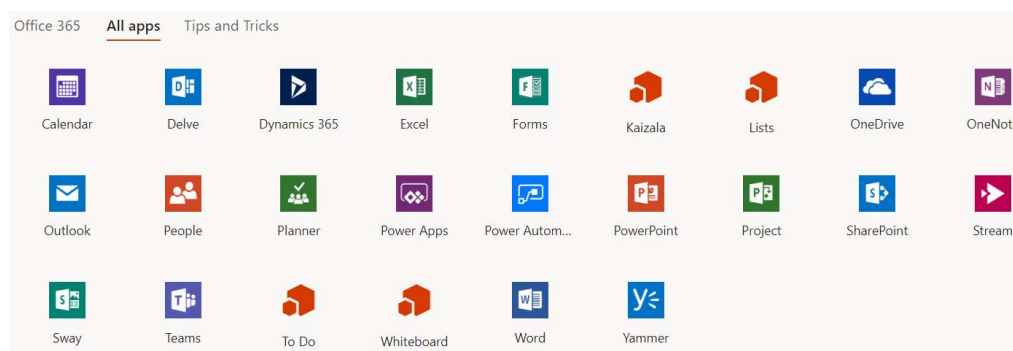 Office 365 All apps Tips and Tricks
Calendar Delve Dynamics 365 Excel Forms Kaizala Lists OneDrive OneNot
Outlook People Planner Power Apps Power Autom... PowerPoint Project SharePoint Stream
Sway Teams To Do Whiteboard Word Yammer